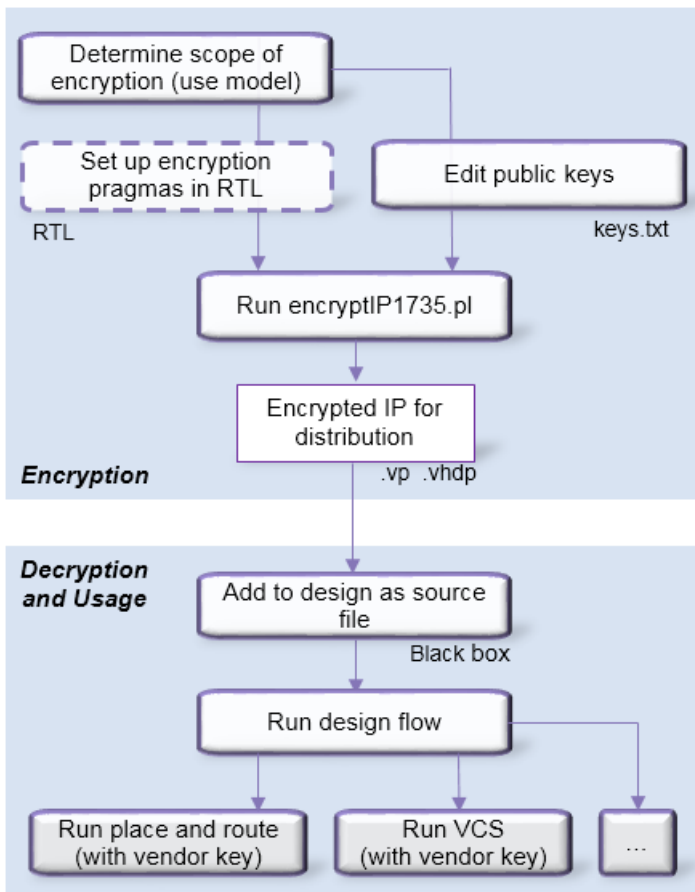 Determine scope of
encryption (use model)
Set up encryption
pragmas in RTL
Edit public keys
RTL
keys.txt
Run encryptIP1735.pl
Encrypted IP for
distribution
Encryption
.vp .vhdp
Decryption
and Usage
Add to design as source
file
Black box
Run design flow
Run place and route
(with vendor key)
Run VCS
(with vendor key)
...